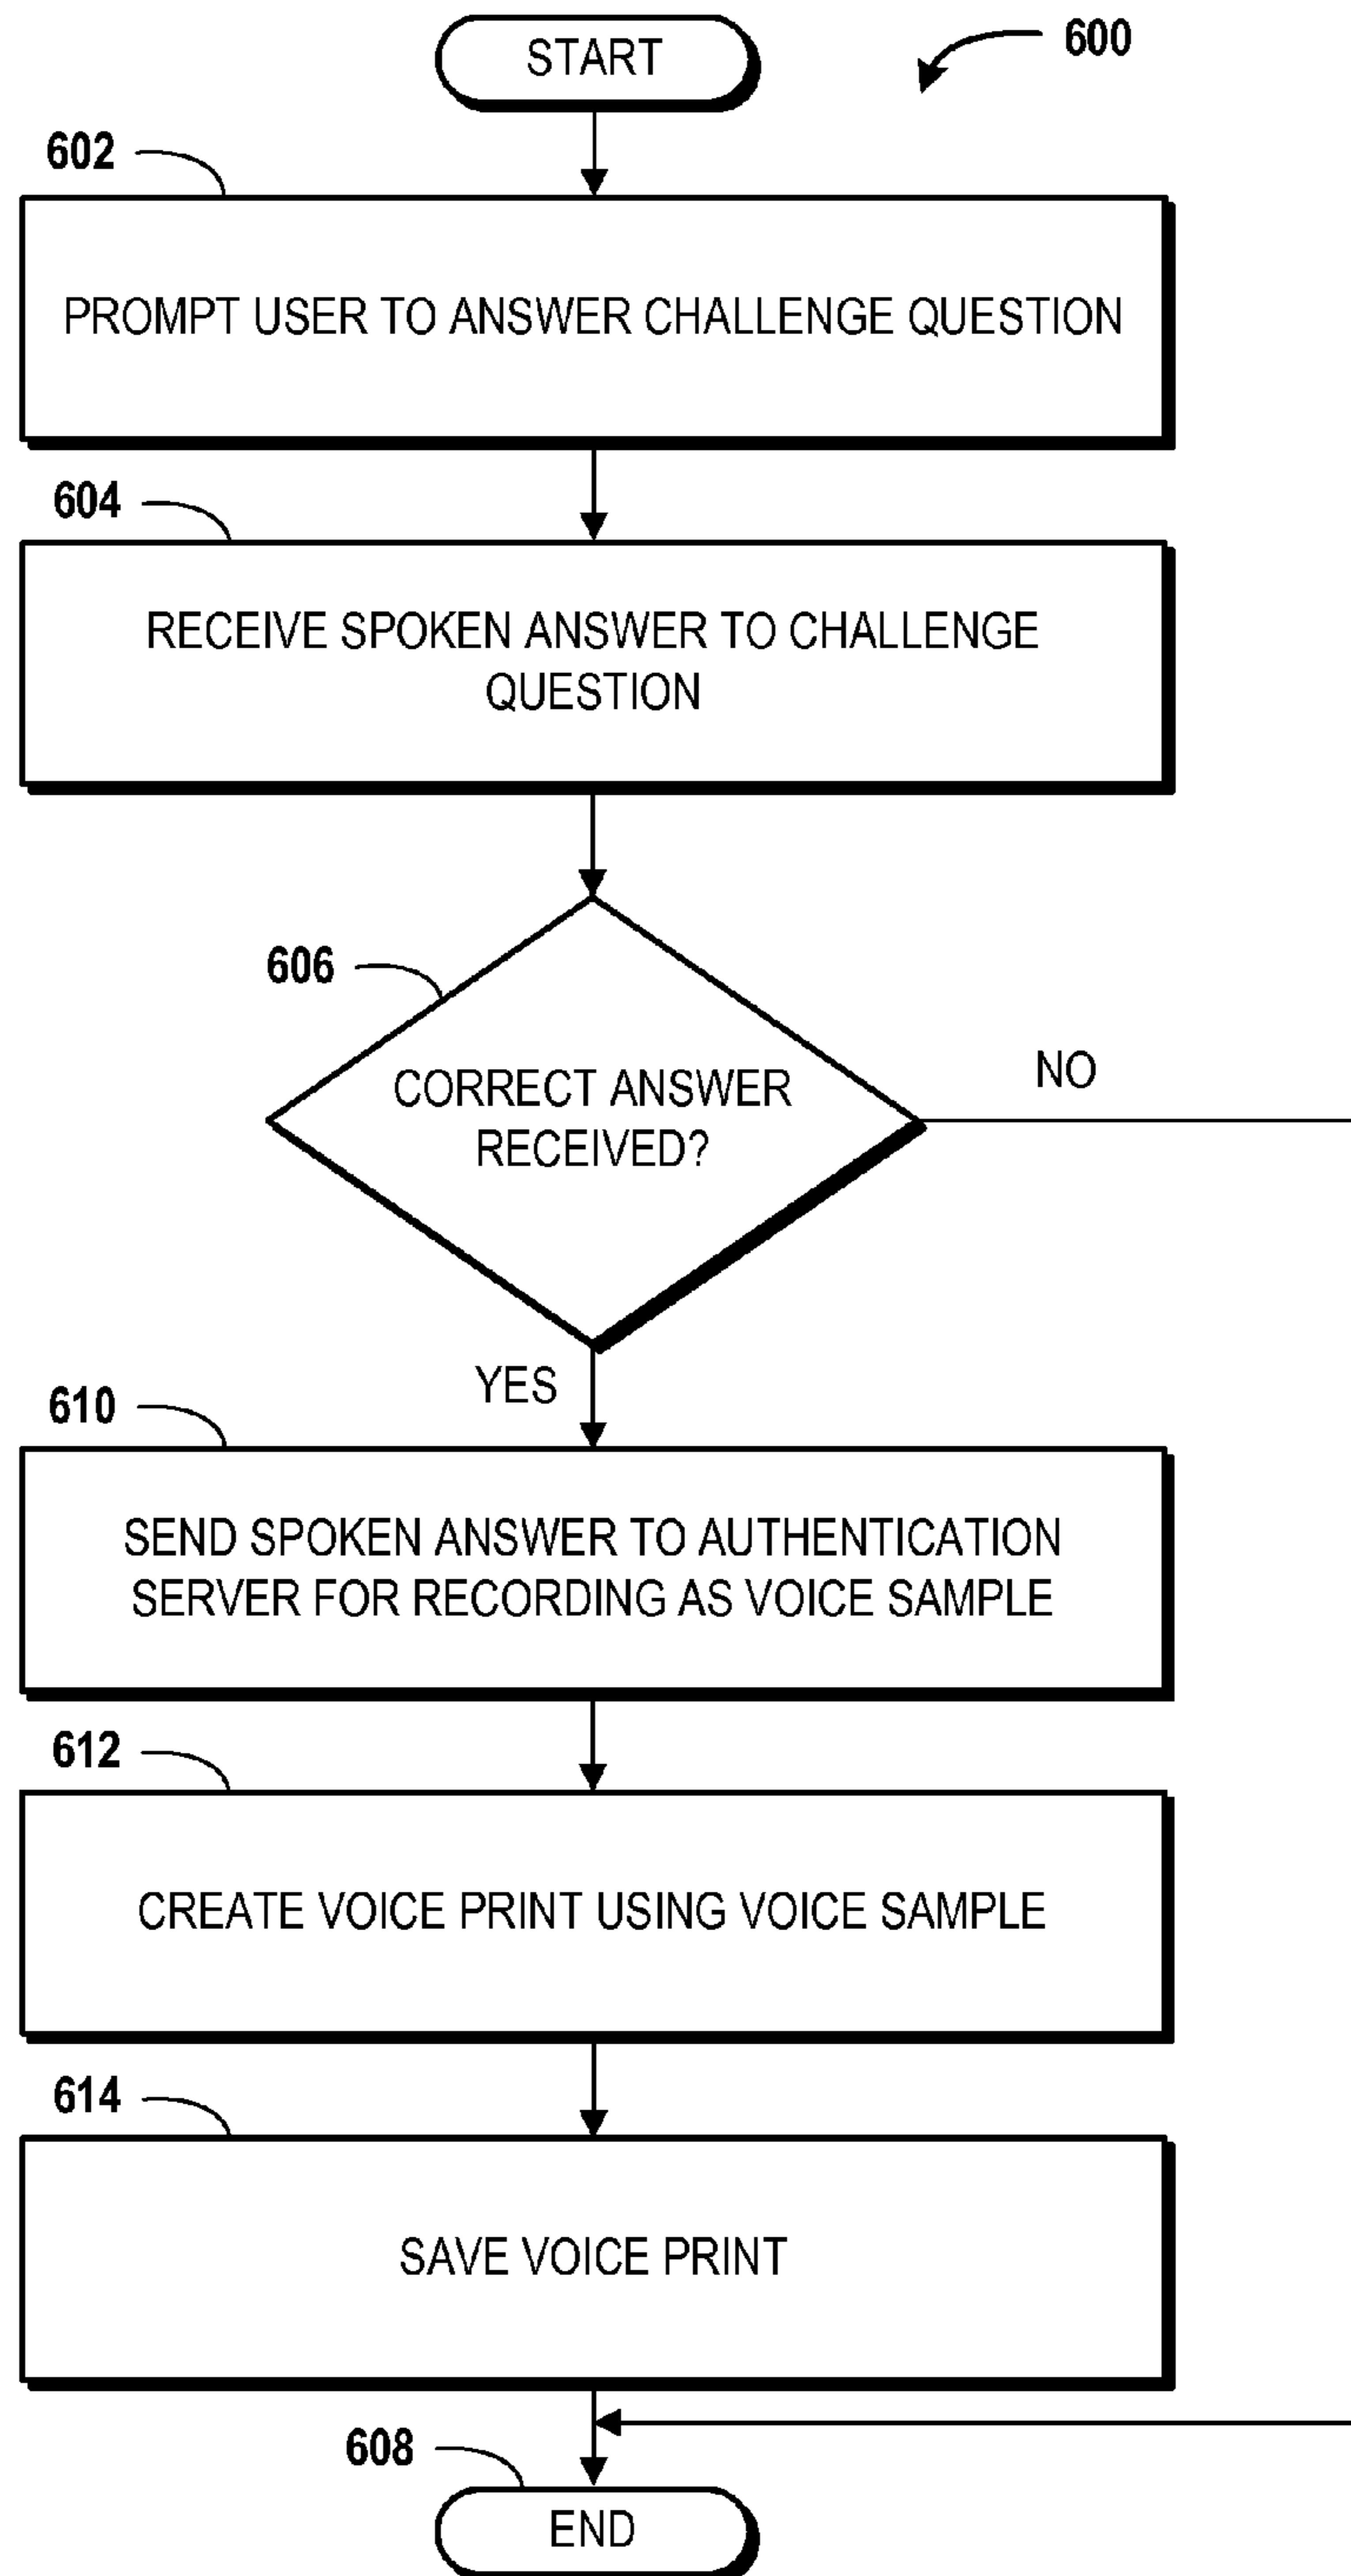 START
600
602
PROMPT USER TO ANSWER CHALLENGE QUESTION
604
RECEIVE SPOKEN ANSWER TO CHALLENGE
QUESTION
606
CORRECT ANSWER
RECEIVED?
NO
YES
610
SEND SPOKEN ANSWER TO AUTHENTICATION
SERVER FOR RECORDING AS VOICE SAMPLE
612
CREATE VOICE PRINT USING VOICE SAMPLE
614
SAVE VOICE PRINT
608
END